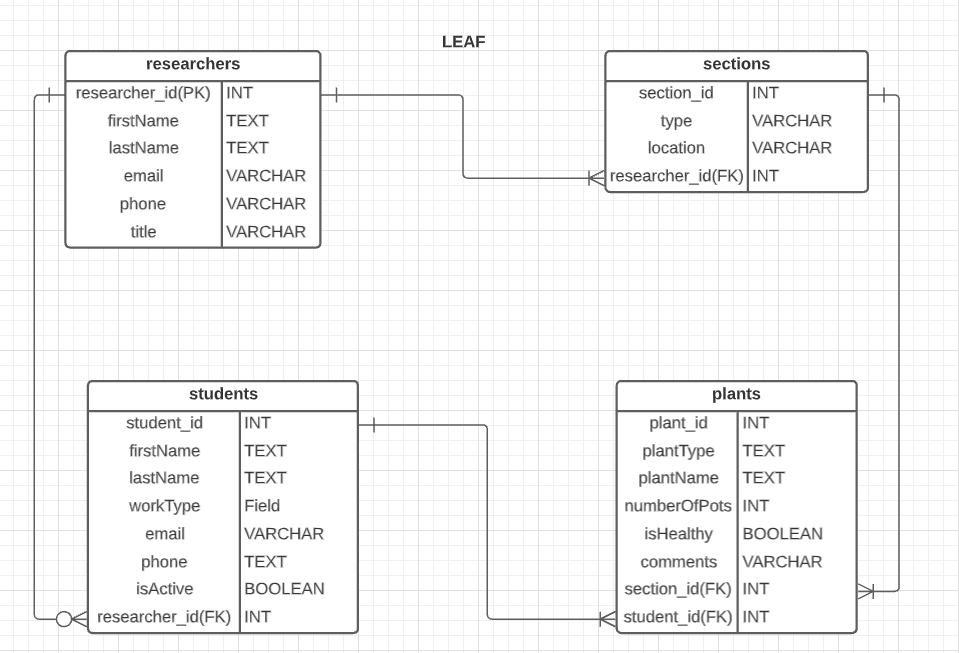 LEAF
researchers
researcher_id(PK) INT
firstName TEXT
lastName TEXT
email VARCHAR
phone VARCHAR
title VARCHAR
sections
section_id INT
type VARCHAR
location VARCHAR
researcher_id(FK) INT
students
student_id INT
firstName TEXT
lastName TEXT
workType Field
email VARCHAR
phone TEXT
isActive BOOLEAN
researcher_id(FK) INT
plants
plant_id INT
plantType TEXT
plantName TEXT
numberOfPots INT
isHealthy BOOLEAN
comments VARCHAR
section_id(FK) INT
student_id(FK) INT